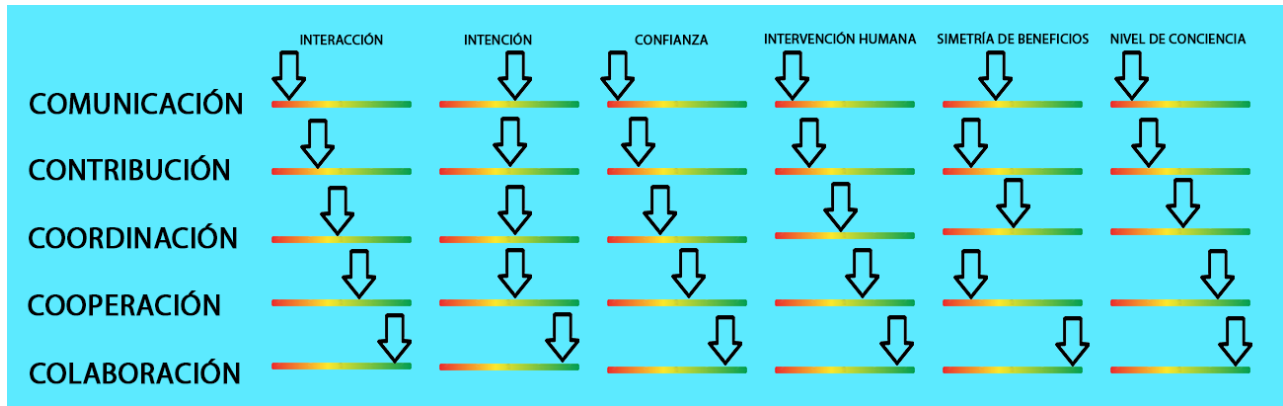 INTERACCIÓN INTENCIÓN CONFIANZA INTERVENCIÓN HUMANA SIMETRÍA DE BENEFICIOS NIVEL DE CONCIENCIA
COMUNICACIÓN
CONTRIBUCIÓN
COORDINACIÓN
COOPERACIÓN
COLABORACIÓN